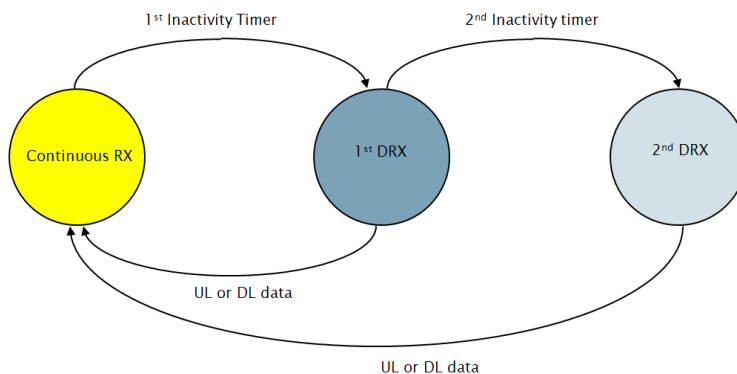 1st Inactivity Timer
2nd Inactivity timer
Continuous RX
1st DRX
2nd DRX
UL or DL data
UL or DL data